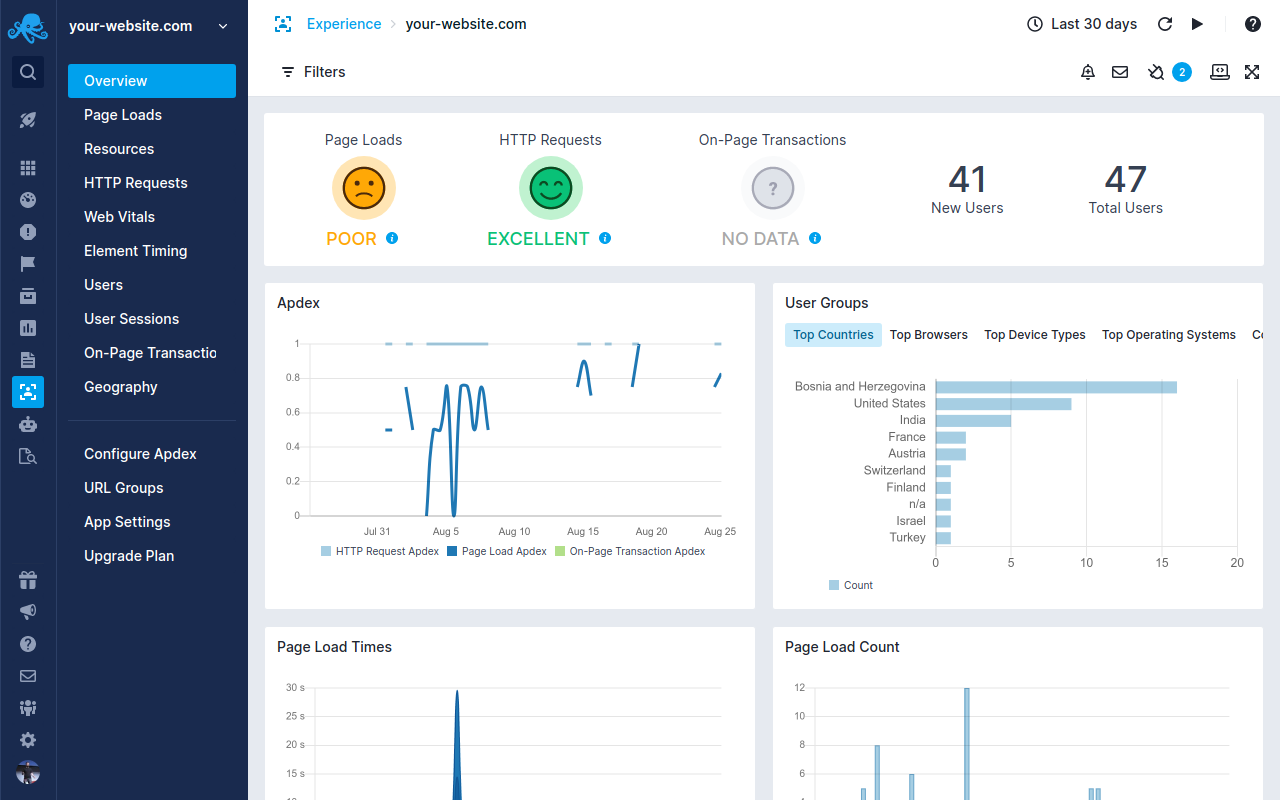 your-website.com
Overview
Page Loads
Resources
HTTP Requests
Web Vitals
Element Timing
Users
User Sessions
On-Page Transactio
Geography
Configure Apdex
URL Groups
App Settings
Upgrade Plan
Experience > your-website.com
Last 30 days
Filters
2
Page Loads
POOR
HTTP Requests
EXCELLENT
On-Page Transactions
?
NO DATA
41
New Users
47
Total Users
Apdex
1
0.8
0.6
0.4
0.2
0
Jul 31 Aug 5 Aug 10 Aug 15 Aug 20 Aug 25
HTTP Request Apdex Page Load Apdex On-Page Transaction Apdex
User Groups
Top Countries Top Browsers Top Device Types Top Operating Systems Co
Bosnia and Herzegovina
United States
India
France
Austria
Switzerland
Finland
n/a
Israel
Turkey
0 5 10 15 20
Count
Page Load Times
30 s
25 s
20 s
15 s
Page Load Count
12
10
8
6